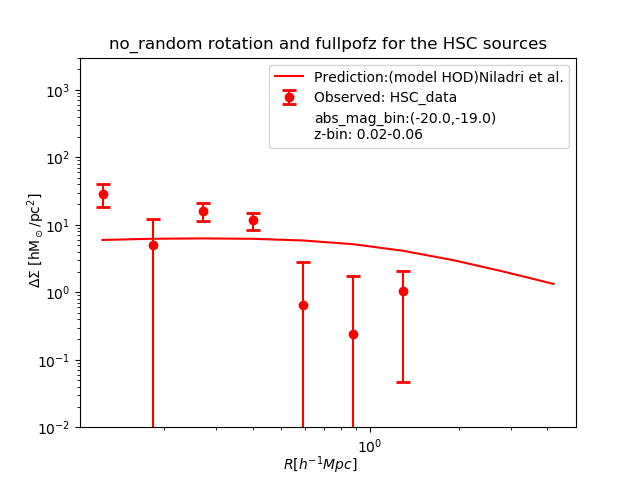 no_random rotation and fullpofz for the HSC sources
Prediction:(model HOD)Niladri et al.
Observed: HSC_data
abs_mag_bin:(-20.0,-19.0)
z-bin: 0.02-0.06
10³
10²
10¹
10⁰
10⁻¹
10⁻²
ΔΣ [hM⊙/pc²]
10⁰
R[h⁻¹Mpc]